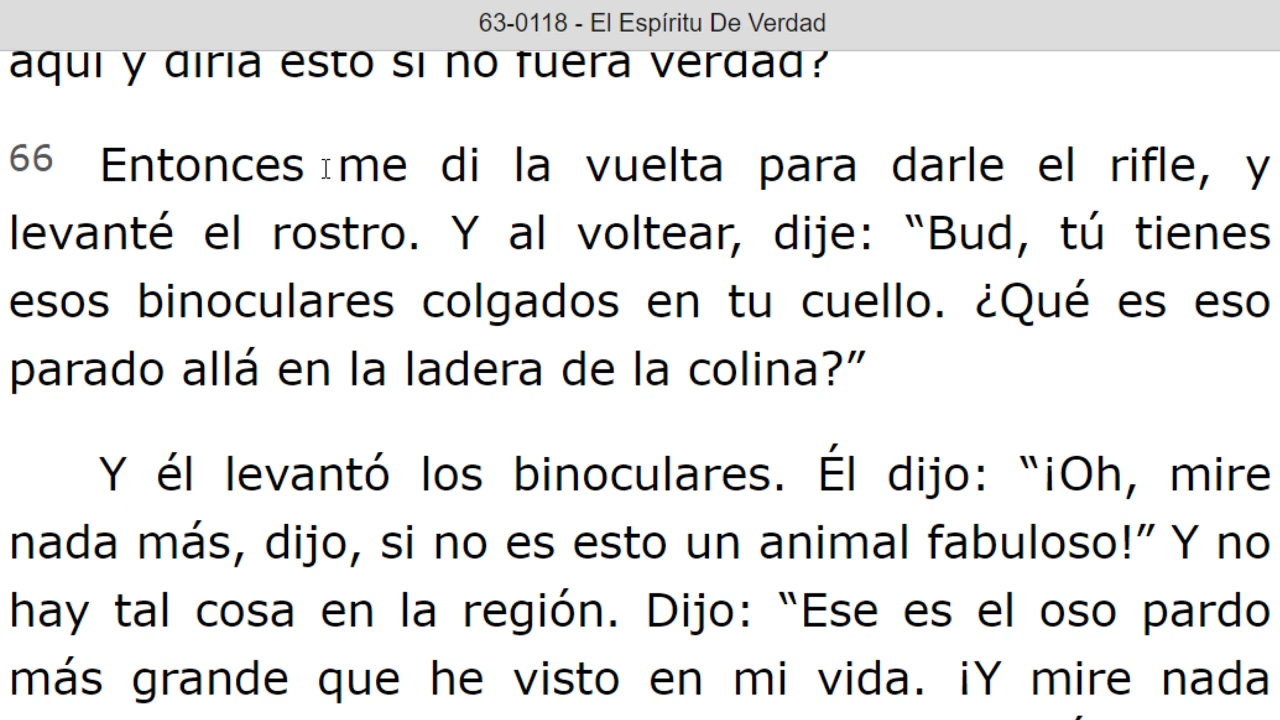 63-0118 - El Espíritu De Verdad
aquí y diría esto si no fuera verdad?
66 Entonces me di la vuelta para darle el rifle, y
levanté el rostro. Y al voltear, dije: “Bud, tú tienes
esos binoculares colgados en tu cuello. ¿Qué es eso
parado allá en la ladera de la colina?”
Y él levantó los binoculares. Él dijo: “¡Oh, mire
nada más, dijo, si no es esto un animal fabuloso!” Y no
hay tal cosa en la región. Dijo: “Ese es el oso pardo
más grande que he visto en mi vida. ¡Y mire nada